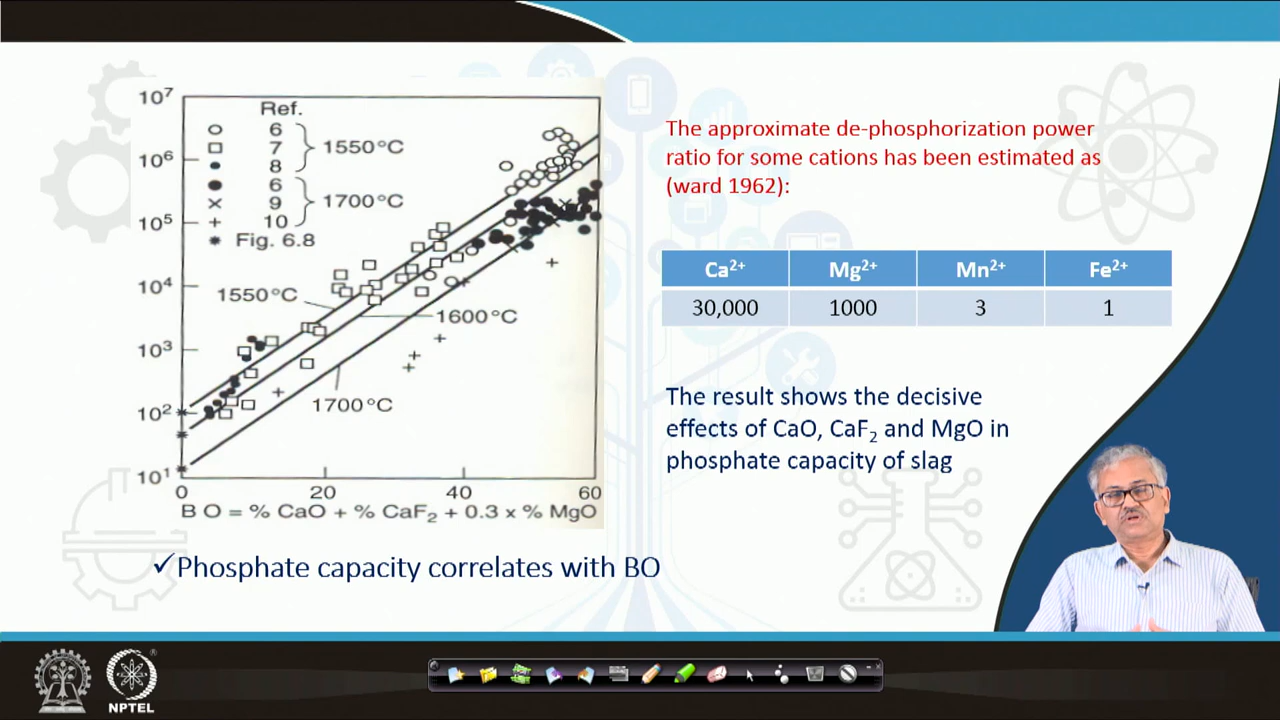 10⁷
10⁶
10⁵
10⁴
10³
10²
10¹
Ref.
6
7
8
1550°C
6
9
10
1700°C
Fig. 6.8
1550°C
1600°C
1700°C
0 20 40 60
B O = % CaO + % CaF₂ + 0.3 x % MgO
✓Phosphate capacity correlates with BO
The approximate de-phosphorization power
ratio for some cations has been estimated as
(ward 1962):
Ca²⁺ Mg²⁺ Mn²⁺ Fe²⁺
30,000 1000 3 1
The result shows the decisive
effects of CaO, CaF₂ and MgO in
phosphate capacity of slag
NPTEL